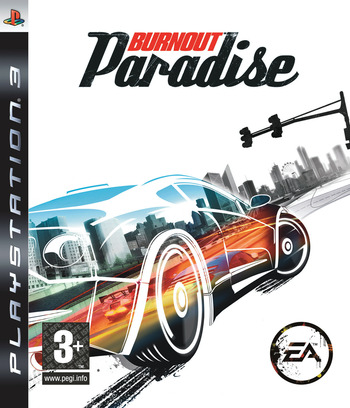 BURNOUT
Paradise
PLAYSTATION 3
3+
www.pegi.info
EA